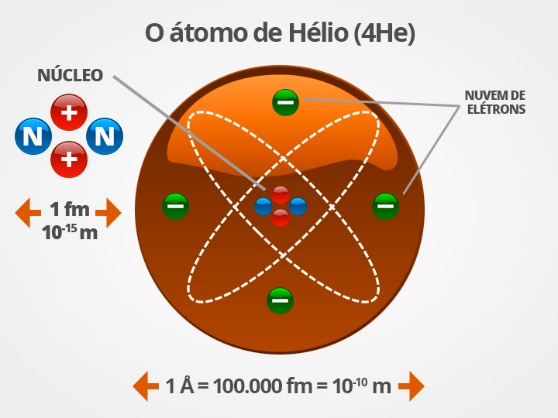 O átomo de Hélio (4He)
NÚCLEO
NUVEM DE
ELÉTRONS
+
N N
+
1 fm
10⁻¹⁵ m
−
−
−
−
1 Å = 100.000 fm = 10⁻¹⁰ m